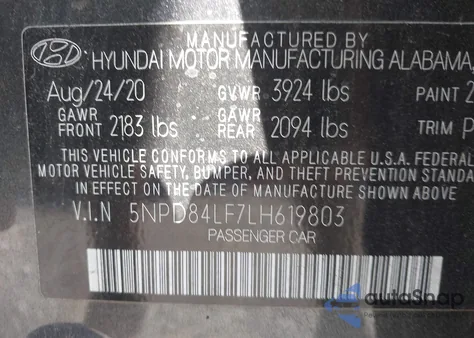 MANUFACTURED BY
HYUNDAI MOTOR MANUFACTURING ALABAMA,
Aug/24/20 GVWR 3924 lbs PAINT 2
GAWR FRONT 2183 lbs GAWR REAR 2094 lbs TRIM P
THIS VEHICLE CONFORMS TO ALL APPLICABLE U.S.A. FEDERAL
MOTOR VEHICLE SAFETY, BUMPER, AND THEFT PREVENTION STANDA
IN EFFECT ON THE DATE OF MANUFACTURE SHOWN ABOVE.
V.I.N 5NPD84LF7LH619803
PASSENGER CAR
autoSnap